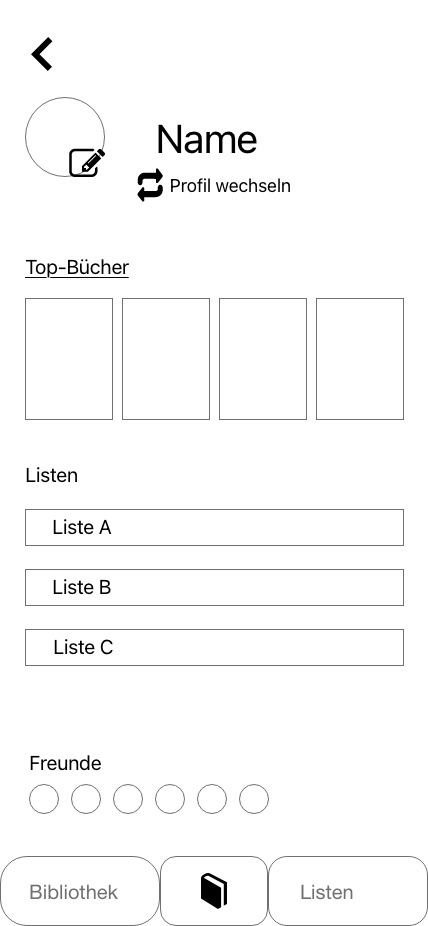 Name
Profil wechseln
Top-Bücher
Listen
Liste A
Liste B
Liste C
Freunde
Bibliothek
Listen